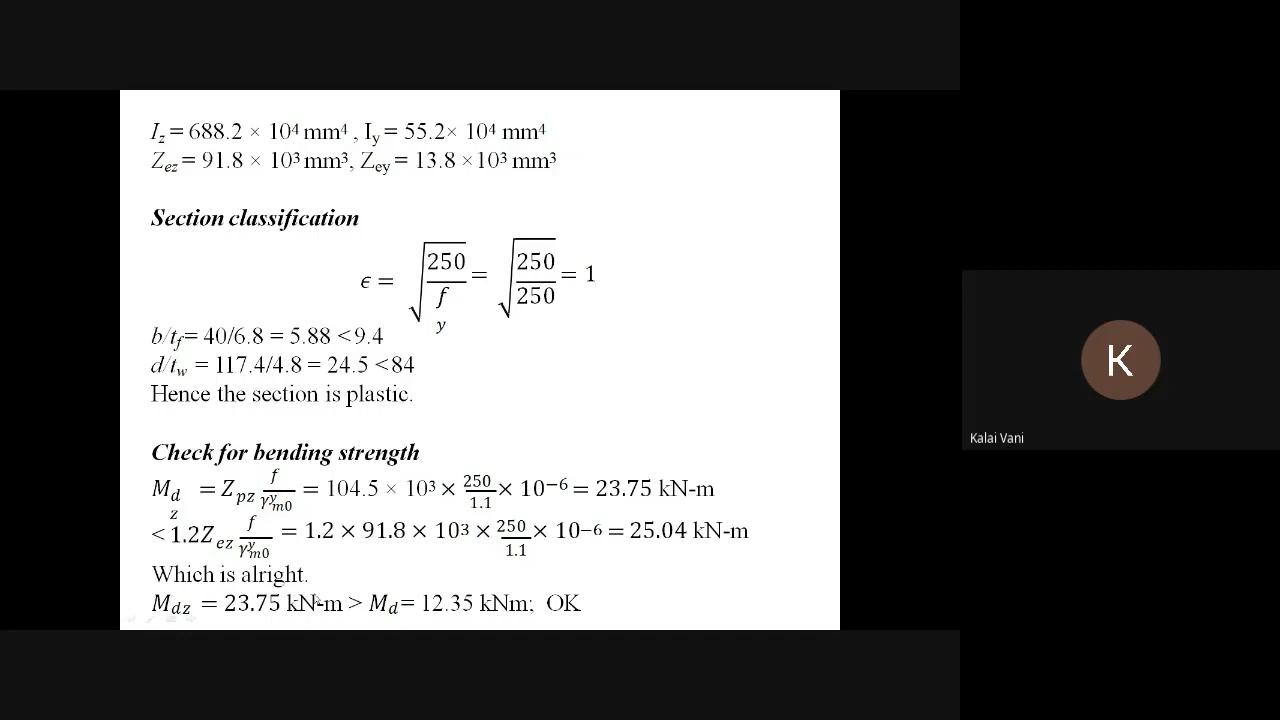 I_z = 688.2 × 10⁴ mm⁴ , I_y = 55.2× 10⁴ mm⁴
Z_ez = 91.8 × 10³ mm³, Z_ey = 13.8 ×10³ mm³
Section classification
ϵ = √(250/f_y) = √(250/250) = 1
b/t_f = 40/6.8 = 5.88 <9.4
d/t_w = 117.4/4.8 = 24.5 <84
Hence the section is plastic.
Check for bending strength
M_dz = Z_pz f_y/γ_m0 = 104.5 × 10³ × 250/1.1 × 10⁻⁶ = 23.75 kN-m
< 1.2Z_ez f_y/γ_m0 = 1.2 × 91.8 × 10³ × 250/1.1 × 10⁻⁶ = 25.04 kN-m
Which is alright.
M_dz = 23.75 kN-m > M_d = 12.35 kNm; OK
K
Kalai Vani